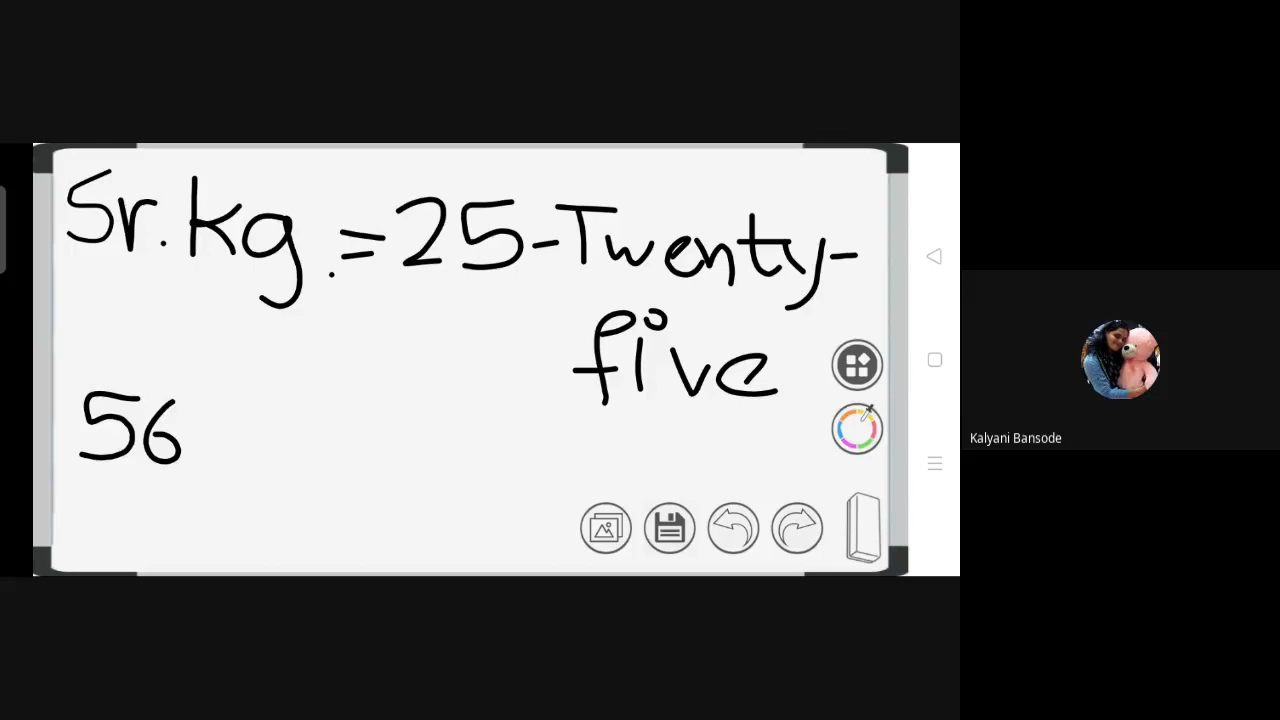 Sr. kg. = 25 - Twenty-
five
56
Kalyani Bansode